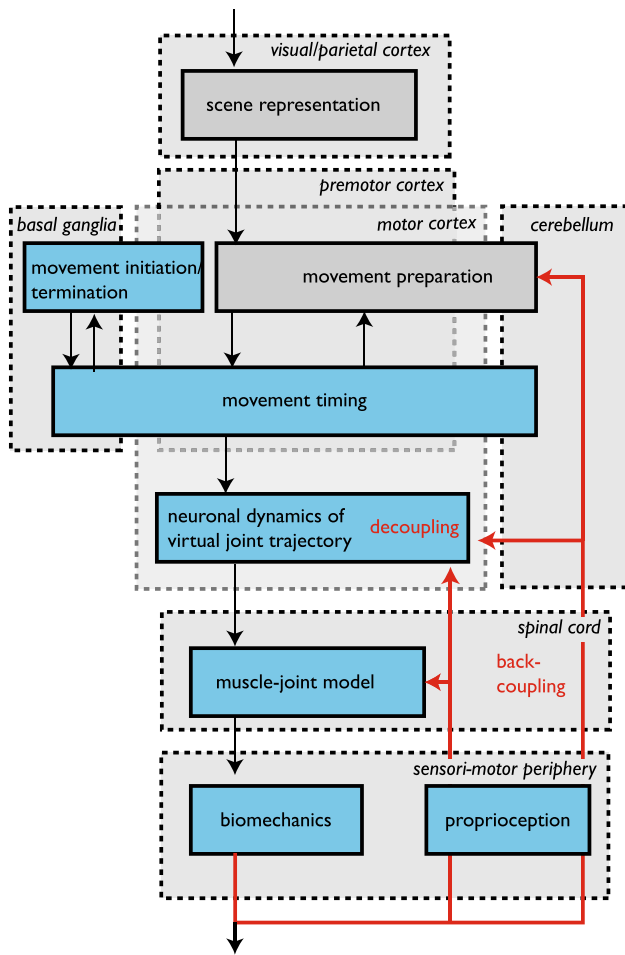 visual/parietal cortex
scene representation
premotor cortex
basal ganglia
motor cortex
cerebellum
movement initiation/
termination
movement preparation
movement timing
neuronal dynamics of
virtual joint trajectory
decoupling
spinal cord
muscle-joint model
back-
coupling
sensori-motor periphery
biomechanics
proprioception